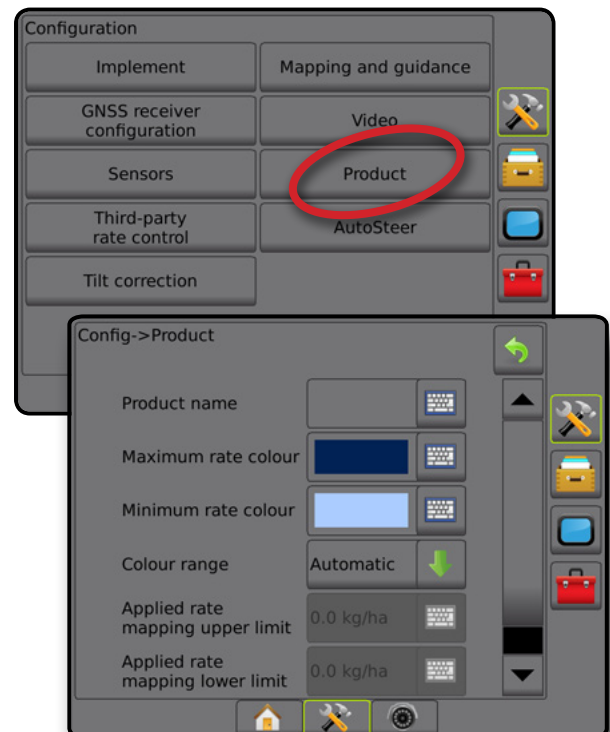 Configuration
Implement
Mapping and guidance
GNSS receiver
configuration
Video
Sensors
Product
Third-party
rate control
AutoSteer
Tilt correction
Config->Product
Product name
Maximum rate colour
Minimum rate colour
Colour range
Automatic
Applied rate
mapping upper limit
0.0 kg/ha
Applied rate
mapping lower limit
0.0 kg/ha